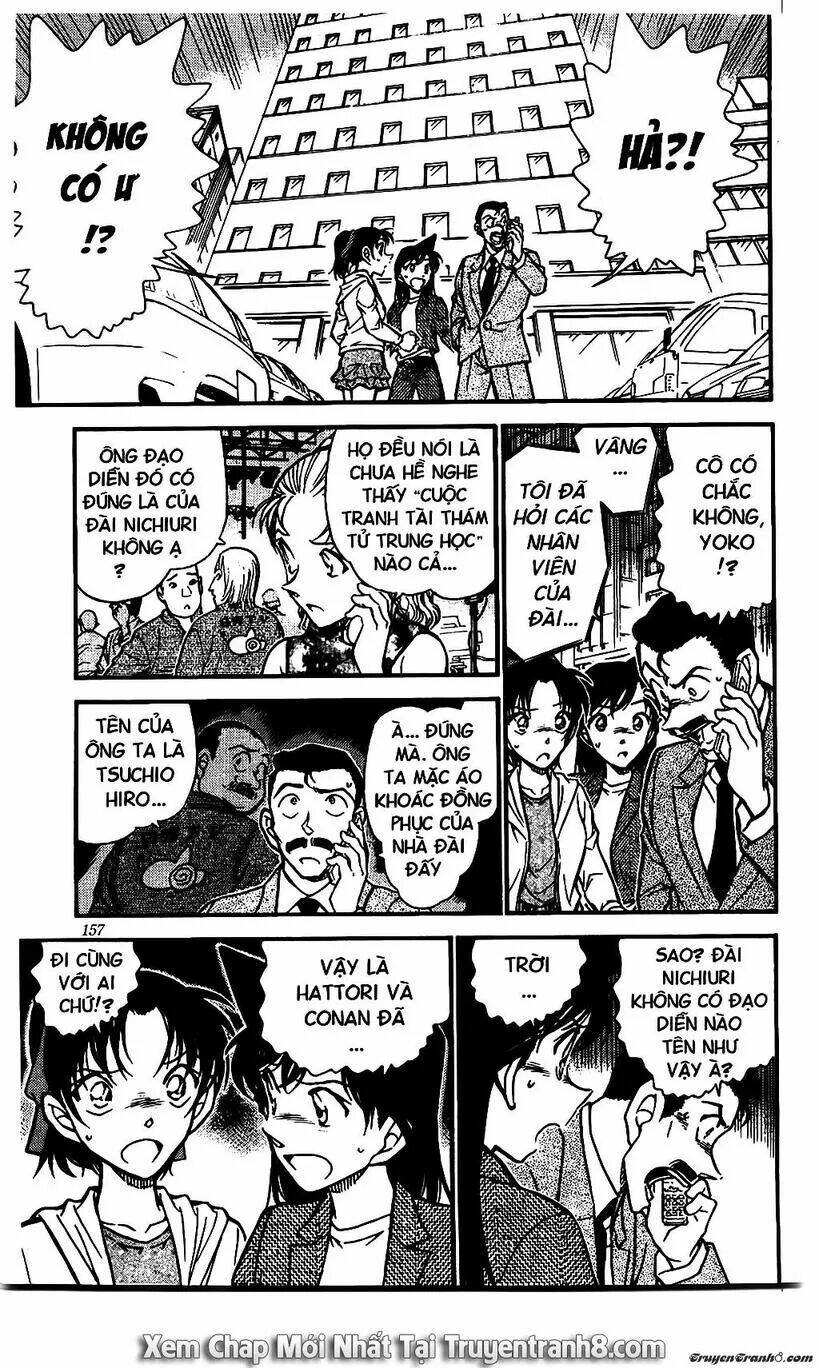 HẢ?!
KHÔNG
CÓ Ư
!?
CÔ CÓ
CHẮC
KHÔNG,
YOKO
!?
VÂNG
...
TÔI ĐÃ
HỎI CÁC
NHÂN
VIÊN CỦA
ĐÀI...
HỌ ĐỀU NÓI LÀ
CHƯA HỀ NGHE
THẤY "CUỘC
TRANH TÀI THÁM
TỬ TRUNG HỌC"
NÀO CẢ...
ÔNG ĐẠO
DIỄN ĐÓ CÓ
ĐÚNG LÀ CỦA
ĐÀI NICHIURI
KHÔNG Ạ
?
À... ĐÚNG
MÀ. ÔNG
TA MẶC ÁO
KHOÁC ĐỒNG
PHỤC CỦA
NHÀ ĐÀI
ĐẤY
TÊN CỦA
ÔNG TA LÀ
TSUCHIO
HIRO...
157
SAO? ĐÀI
NICHIURI
KHÔNG CÓ ĐẠO
DIỄN NÀO
TÊN NHƯ
VẬY À?
TRỜI
...
VẬY LÀ
HATTORI VÀ
CONAN ĐÃ
...
ĐI CÙNG
VỚI AI
CHỨ!?
Xem Chap Mới Nhất Tại Truyentranh8.com
TruyenTranh8.com